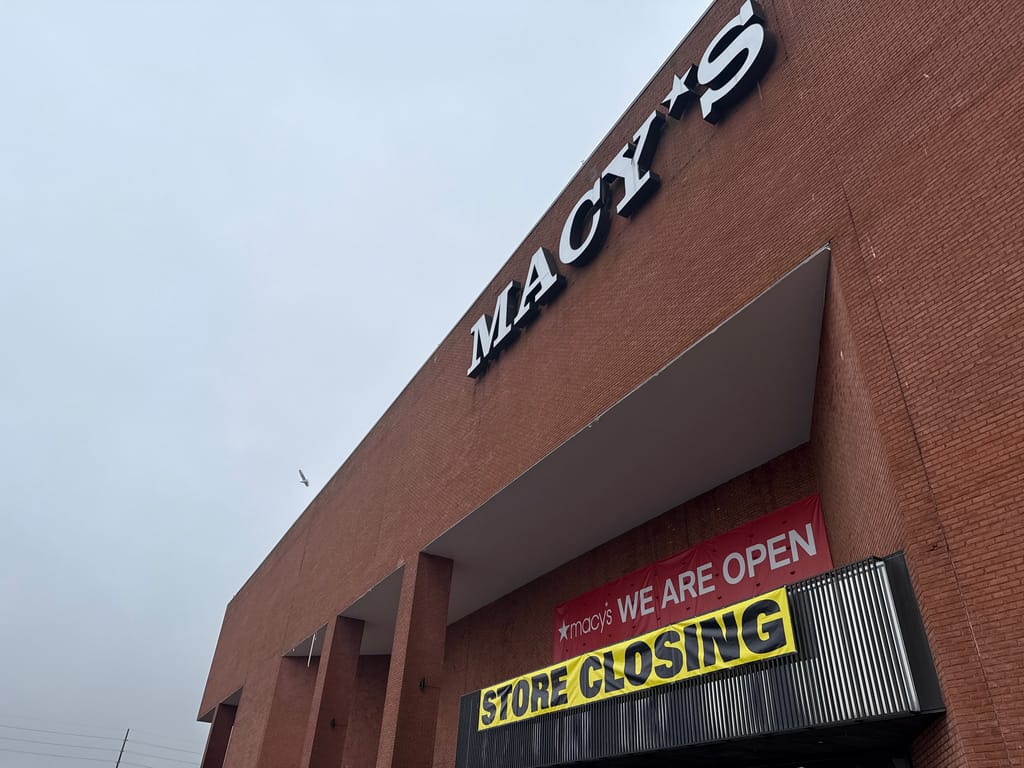 MACY★S
★macy's WE ARE OPEN
STORE CLOSING